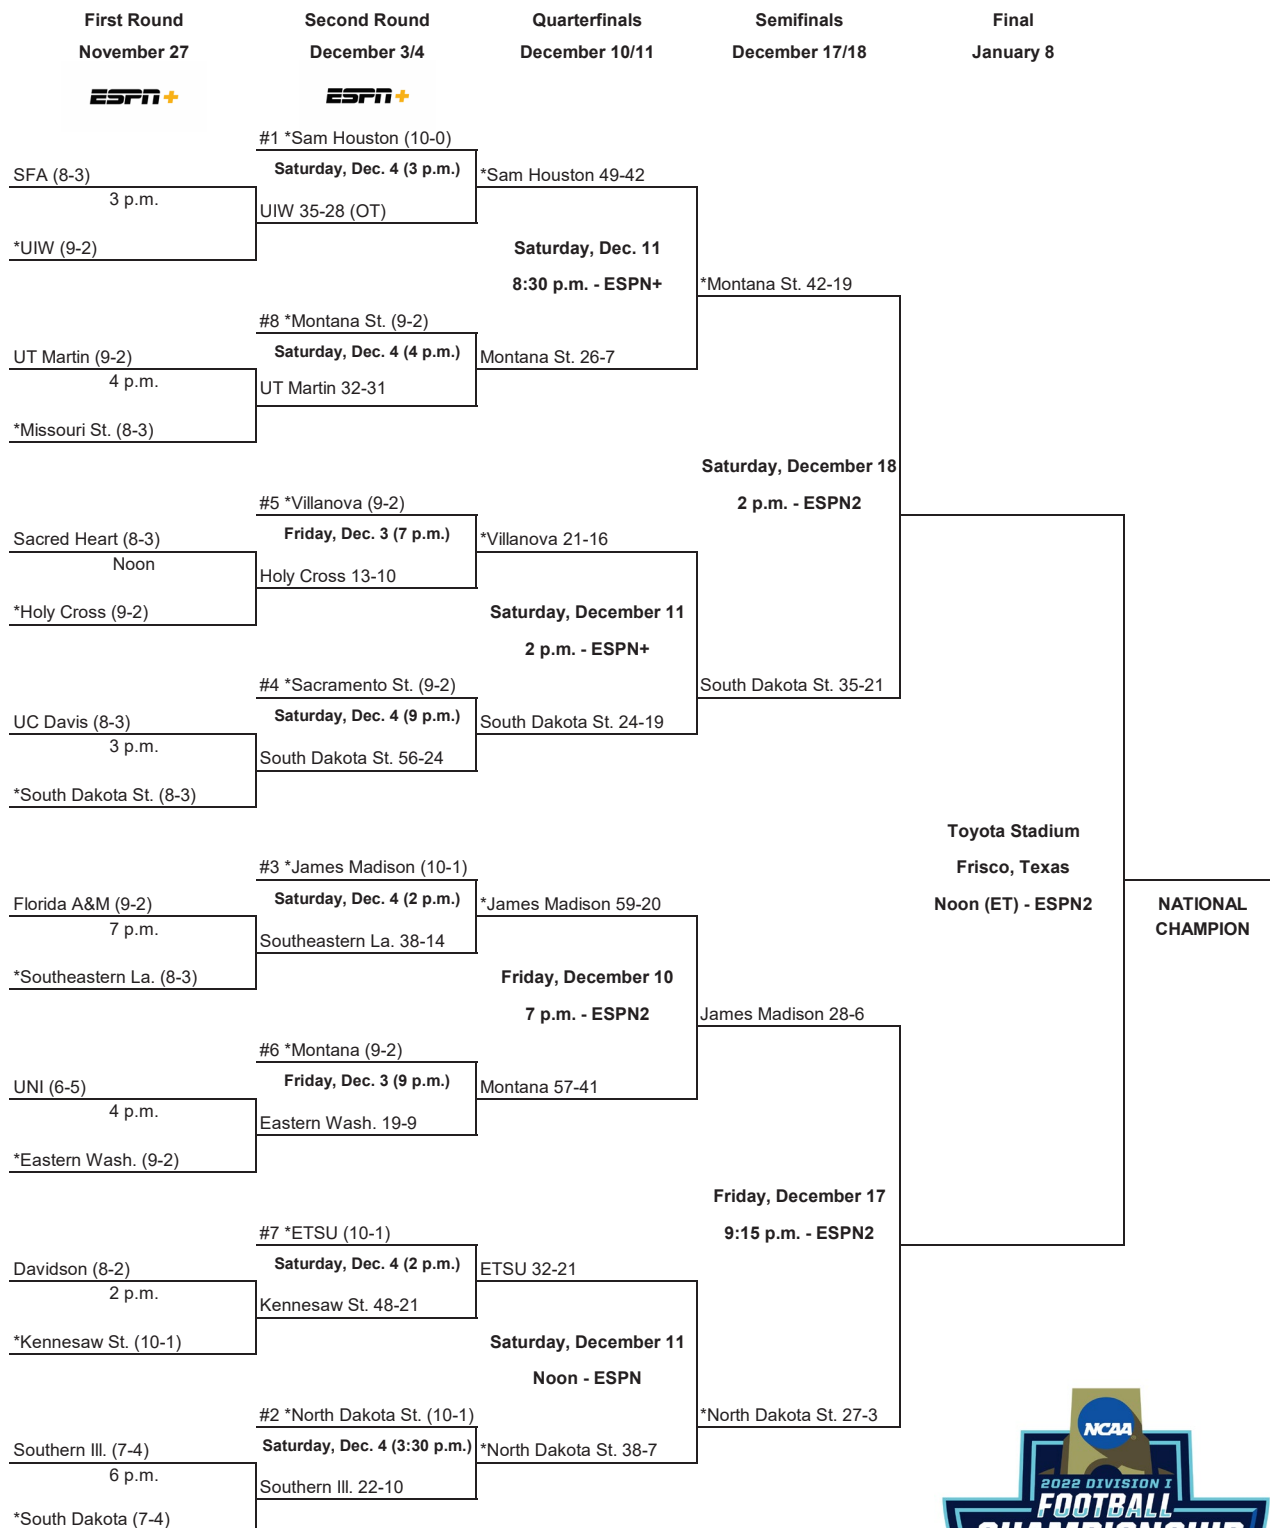 First Round
November 27
ESPN+
SFA (8-3)
3 p.m.
*UIW (9-2)
UT Martin (9-2)
4 p.m.
*Missouri St. (8-3)
Sacred Heart (8-3)
Noon
*Holy Cross (9-2)
UC Davis (8-3)
3 p.m.
*South Dakota St. (8-3)
Florida A&M (9-2)
7 p.m.
*Southeastern La. (8-3)
UNI (6-5)
4 p.m.
*Eastern Wash. (9-2)
Davidson (8-2)
2 p.m.
*Kennesaw St. (10-1)
Southern Ill. (7-4)
6 p.m.
*South Dakota (7-4)
Second Round
December 3/4
ESPN+
#1 *Sam Houston (10-0)
Saturday, Dec. 4 (3 p.m.)
UIW 35-28 (OT)
#8 *Montana St. (9-2)
Saturday, Dec. 4 (4 p.m.)
UT Martin 32-31
#5 *Villanova (9-2)
Friday, Dec. 3 (7 p.m.)
Holy Cross 13-10
#4 *Sacramento St. (9-2)
Saturday, Dec. 4 (9 p.m.)
South Dakota St. 56-24
#3 *James Madison (10-1)
Saturday, Dec. 4 (2 p.m.)
Southeastern La. 38-14
#6 *Montana (9-2)
Friday, Dec. 3 (9 p.m.)
Eastern Wash. 19-9
#7 *ETSU (10-1)
Saturday, Dec. 4 (2 p.m.)
Kennesaw St. 48-21
#2 *North Dakota St. (10-1)
Saturday, Dec. 4 (3:30 p.m.)
Southern Ill. 22-10
Quarterfinals
December 10/11
*Sam Houston 49-42
Saturday, Dec. 11
8:30 p.m. - ESPN+
Montana St. 26-7
*Villanova 21-16
Saturday, December 11
2 p.m. - ESPN+
South Dakota St. 24-19
*James Madison 59-20
Friday, December 10
7 p.m. - ESPN2
Montana 57-41
ETSU 32-21
Saturday, December 11
Noon - ESPN
*North Dakota St. 38-7
Semifinals
December 17/18
*Montana St. 42-19
Saturday, December 18
2 p.m. - ESPN2
South Dakota St. 35-21
James Madison 28-6
Friday, December 17
9:15 p.m. - ESPN2
*North Dakota St. 27-3
Final
January 8
Toyota Stadium
Frisco, Texas
Noon (ET) - ESPN2
NATIONAL
CHAMPION
NCAA
2022 DIVISION I
FOOTBALL
CHAMPIONSHIP